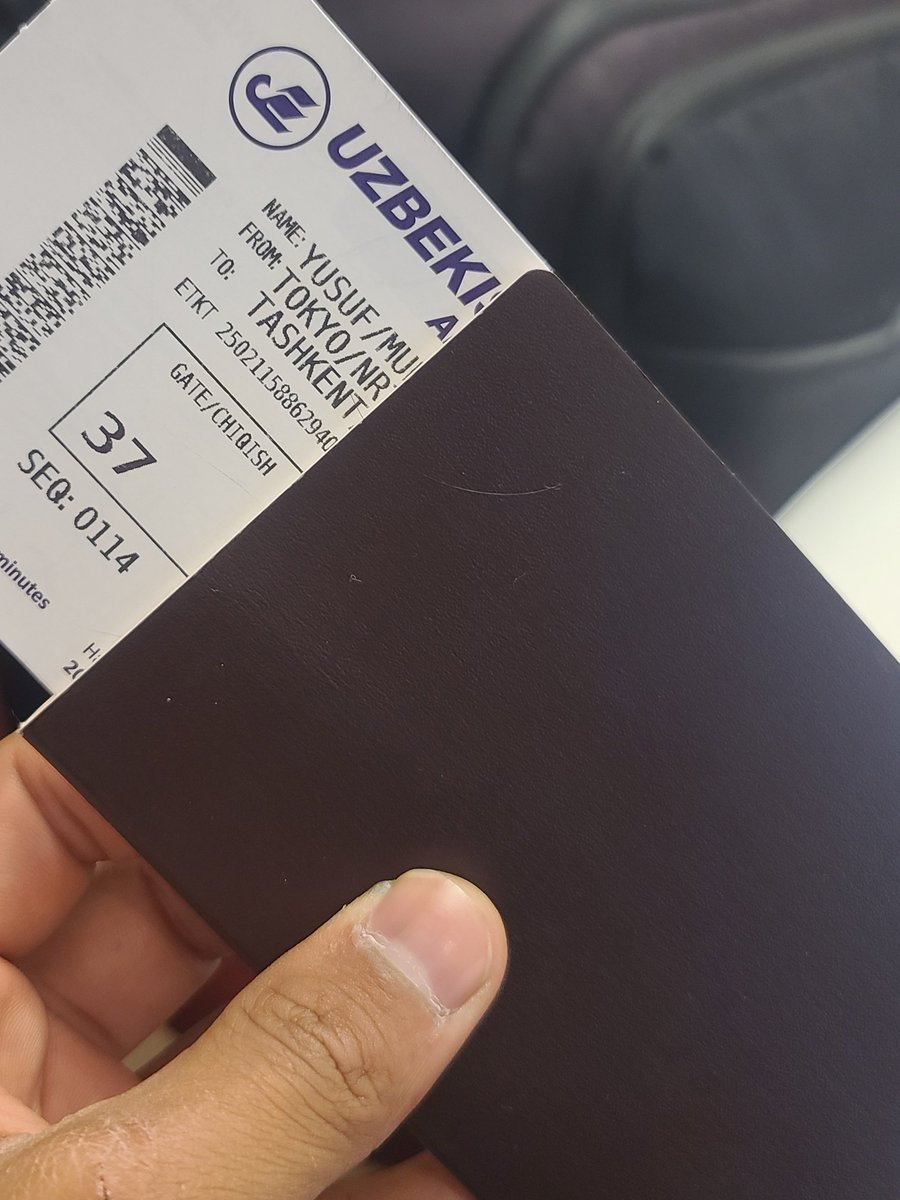 UZBEKIS
A
NAME: YUSUF/MU
FROM: TOKYO/NR
TO: TASHKENT
ETKT 2502115886294
GATE/CHIQISH
37
SEQ: 0114
minutes